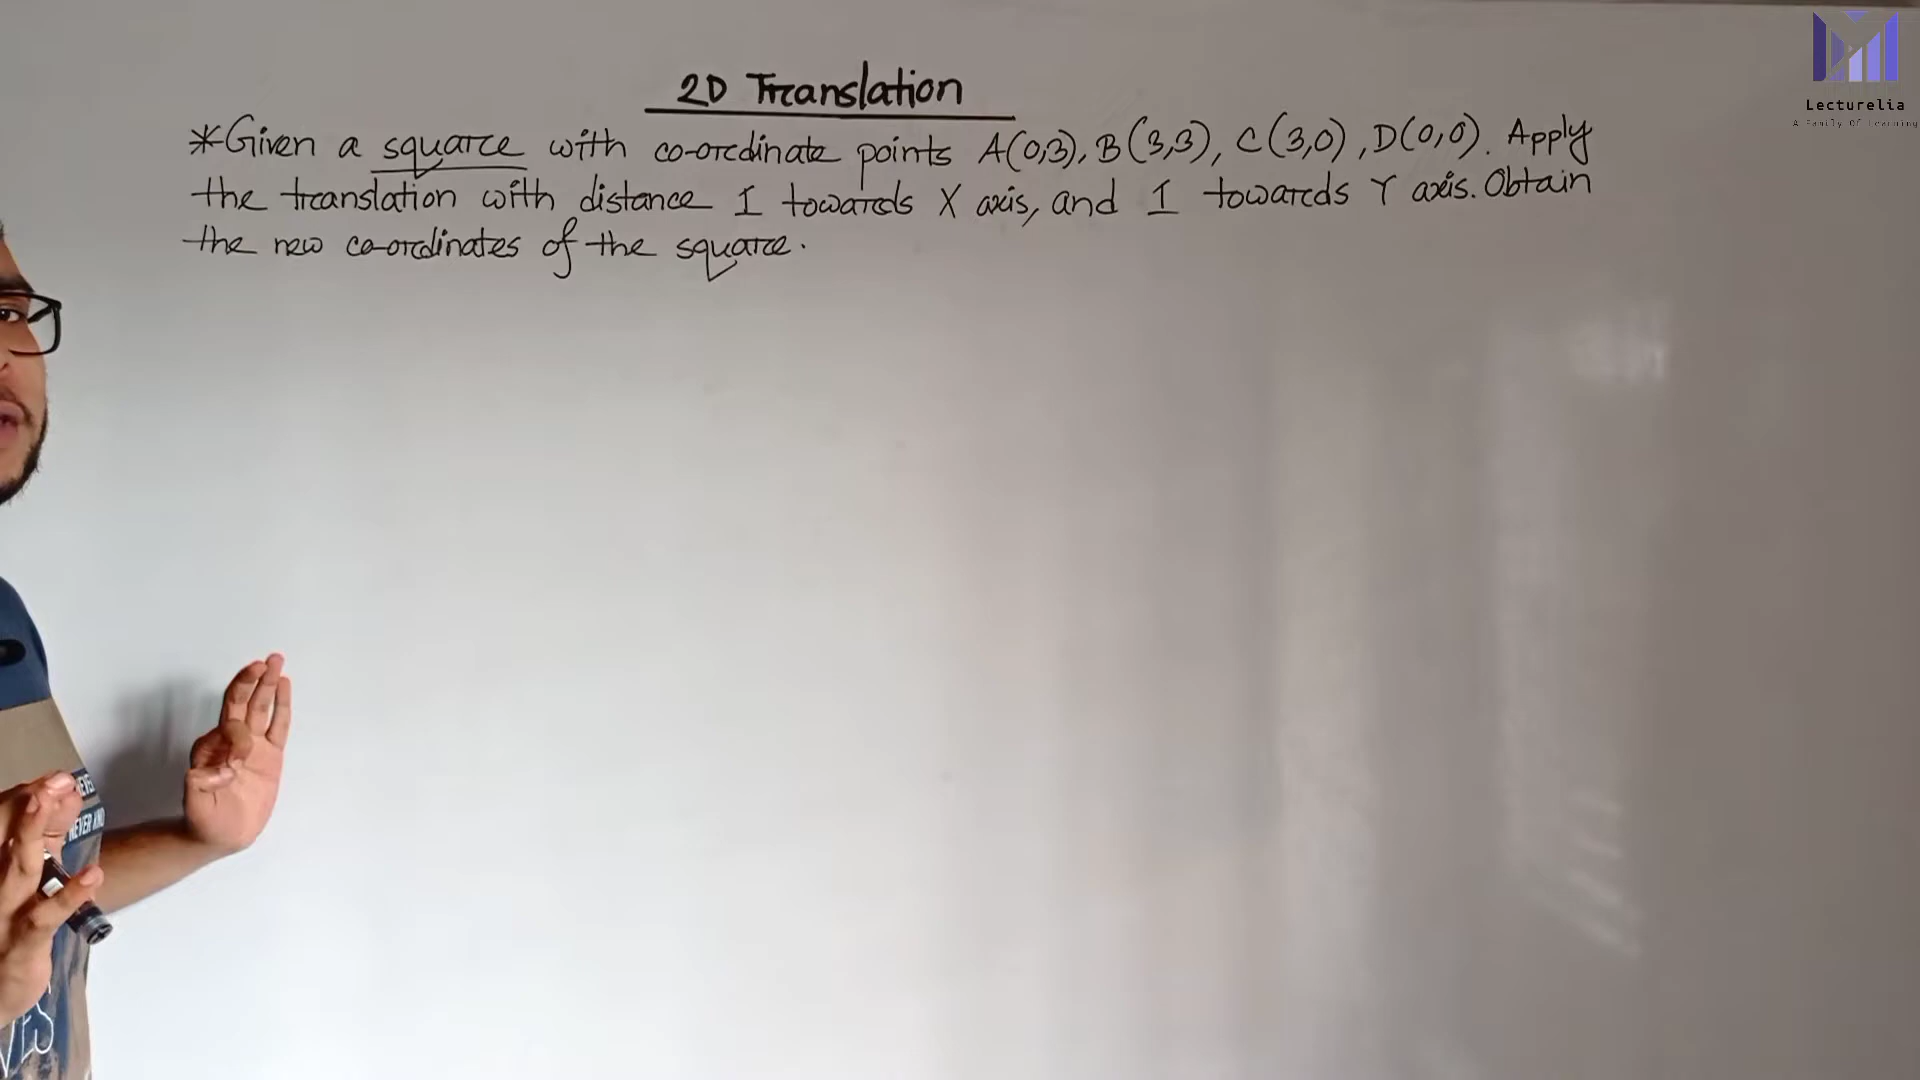 2D Translation
*Given a square with co-ordinate points A(0,3), B(3,3), C(3,0), D(0,0). Apply
the translation with distance 1 towards X axis, and 1 towards Y axis. Obtain
the new co-ordinates of the square.
Lecturelia
A Family Of Learning
NEVER
NEVER